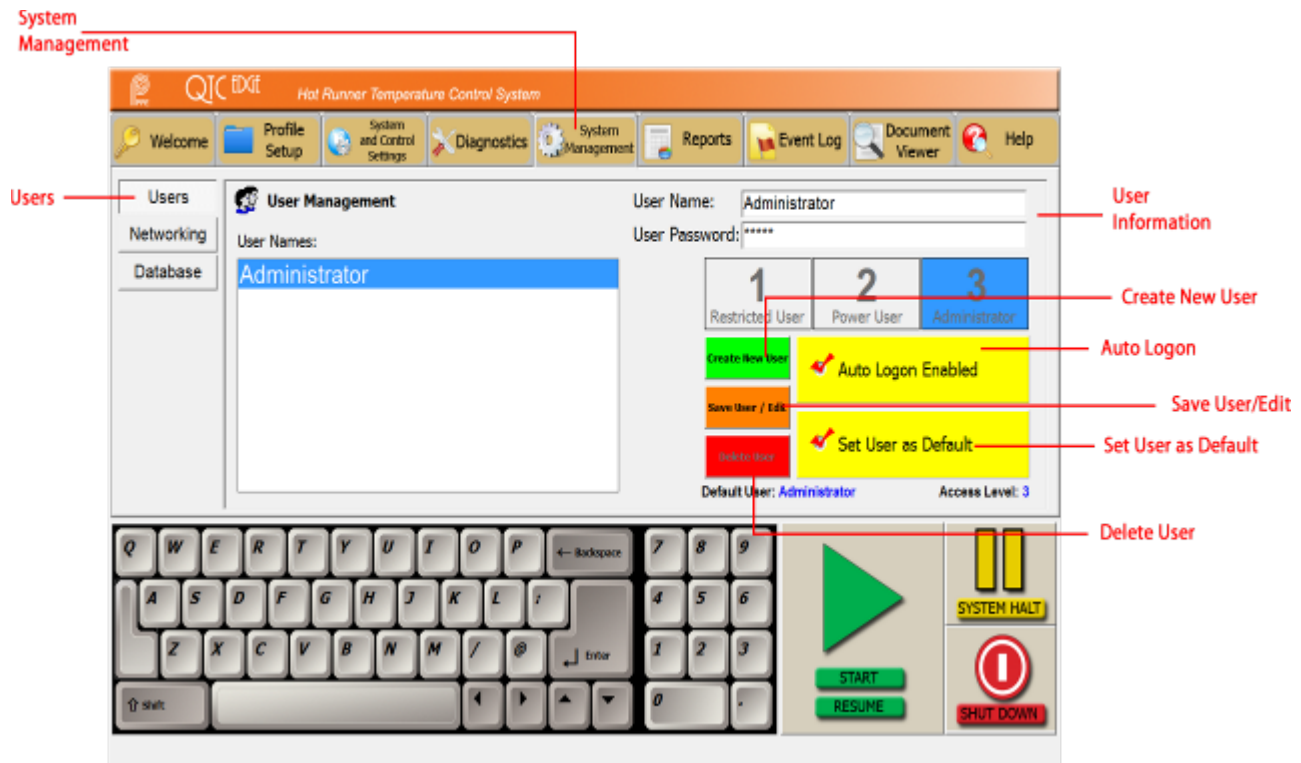 System
Management
QTC EDGE Hot Runner Temperature Control System
Welcome
Profile
Setup
System
and Control
Settings
Diagnostics
System
Management
Reports
Event Log
Document
Viewer
Help
Users
Users
Networking
Database
User Management
User Names:
Administrator
User Name: Administrator
User Password: *****
User
Information
1
Restricted User
2
Power User
3
Administrator
Create New User
Create New User
Auto Logon Enabled
Auto Logon
Save User / Edit
Save User/Edit
Set User as Default
Set User as Default
Delete User
Default User: Administrator
Access Level: 3
Delete User
Q W E R T Y U I O P ← Backspace 7 8 9
A S D F G H J K L ; 4 5 6
Z X C V B N M / @ Enter 1 2 3
Shift 0 .
START
RESUME
SYSTEM HALT
SHUT DOWN